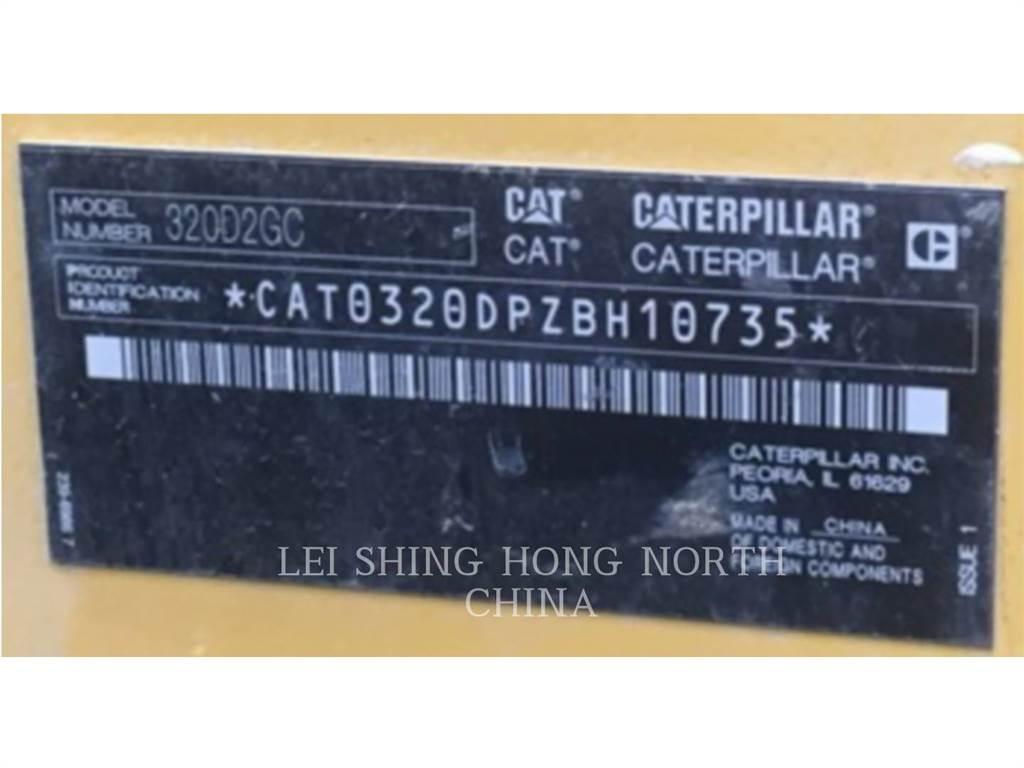 MODEL
NUMBER 320D2GC
CAT® CATERPILLAR®
CAT® CATERPILLAR®
PRODUCT
IDENTIFICATION
NUMBER
*CAT0320DPZBH10735*
CATERPILLAR INC.
PEORIA, IL 61629
USA
MADE IN CHINA
OF DOMESTIC AND
FOREIGN COMPONENTS
ISSUE 1
LEI SHING HONG NORTH
CHINA